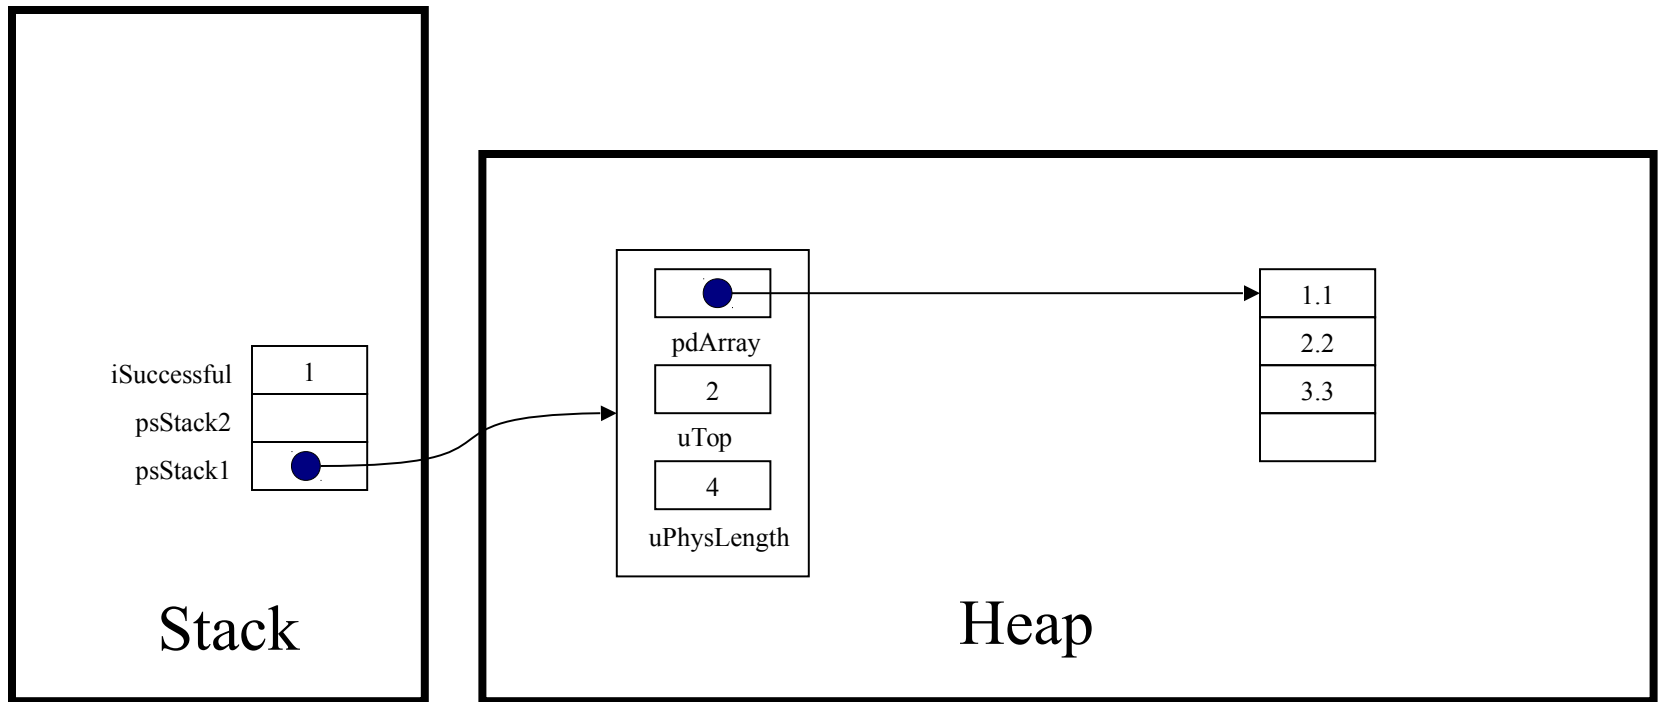 iSuccessful 1
psStack2
psStack1
Stack
pdArray
2
uTop
4
uPhysLength
1.1
2.2
3.3
Heap